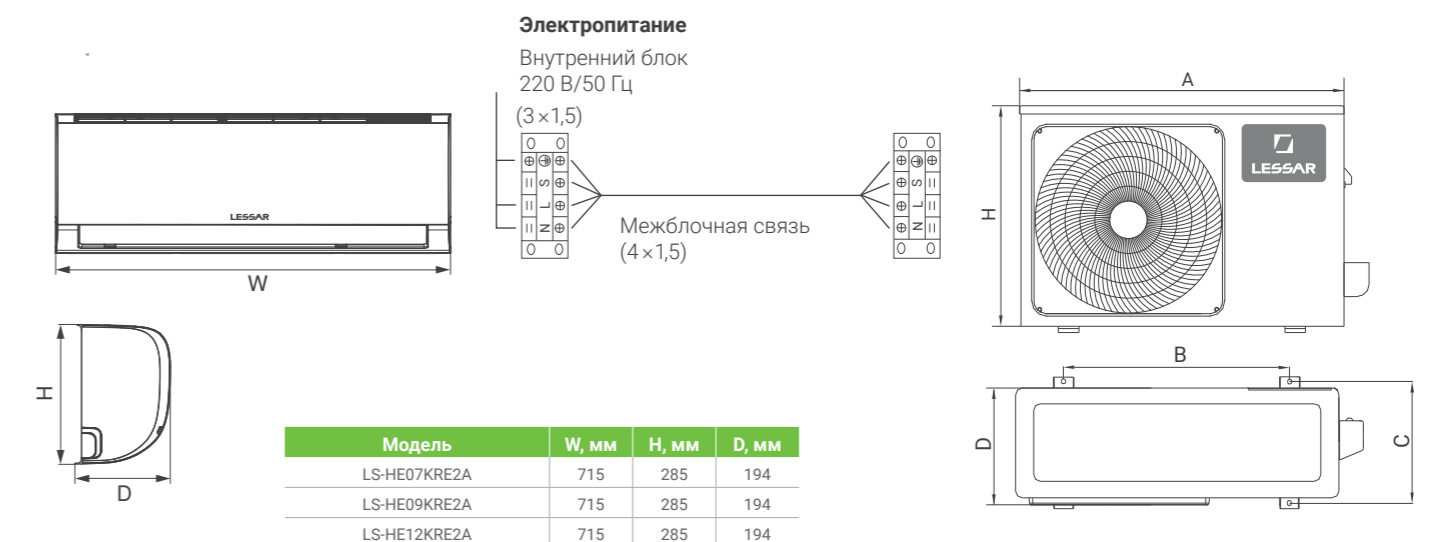 Электропитание
Внутренний блок
220 В/50 Гц
(3×1,5)
S
L
N
S
L
N
Межблочная связь
(4×1,5)
LESSAR
W
H
D
A
H
LESSAR
B
D
C
Модель W, мм H, мм D, мм
LS-HE07KRE2A 715 285 194
LS-HE09KRE2A 715 285 194
LS-HE12KRE2A 715 285 194